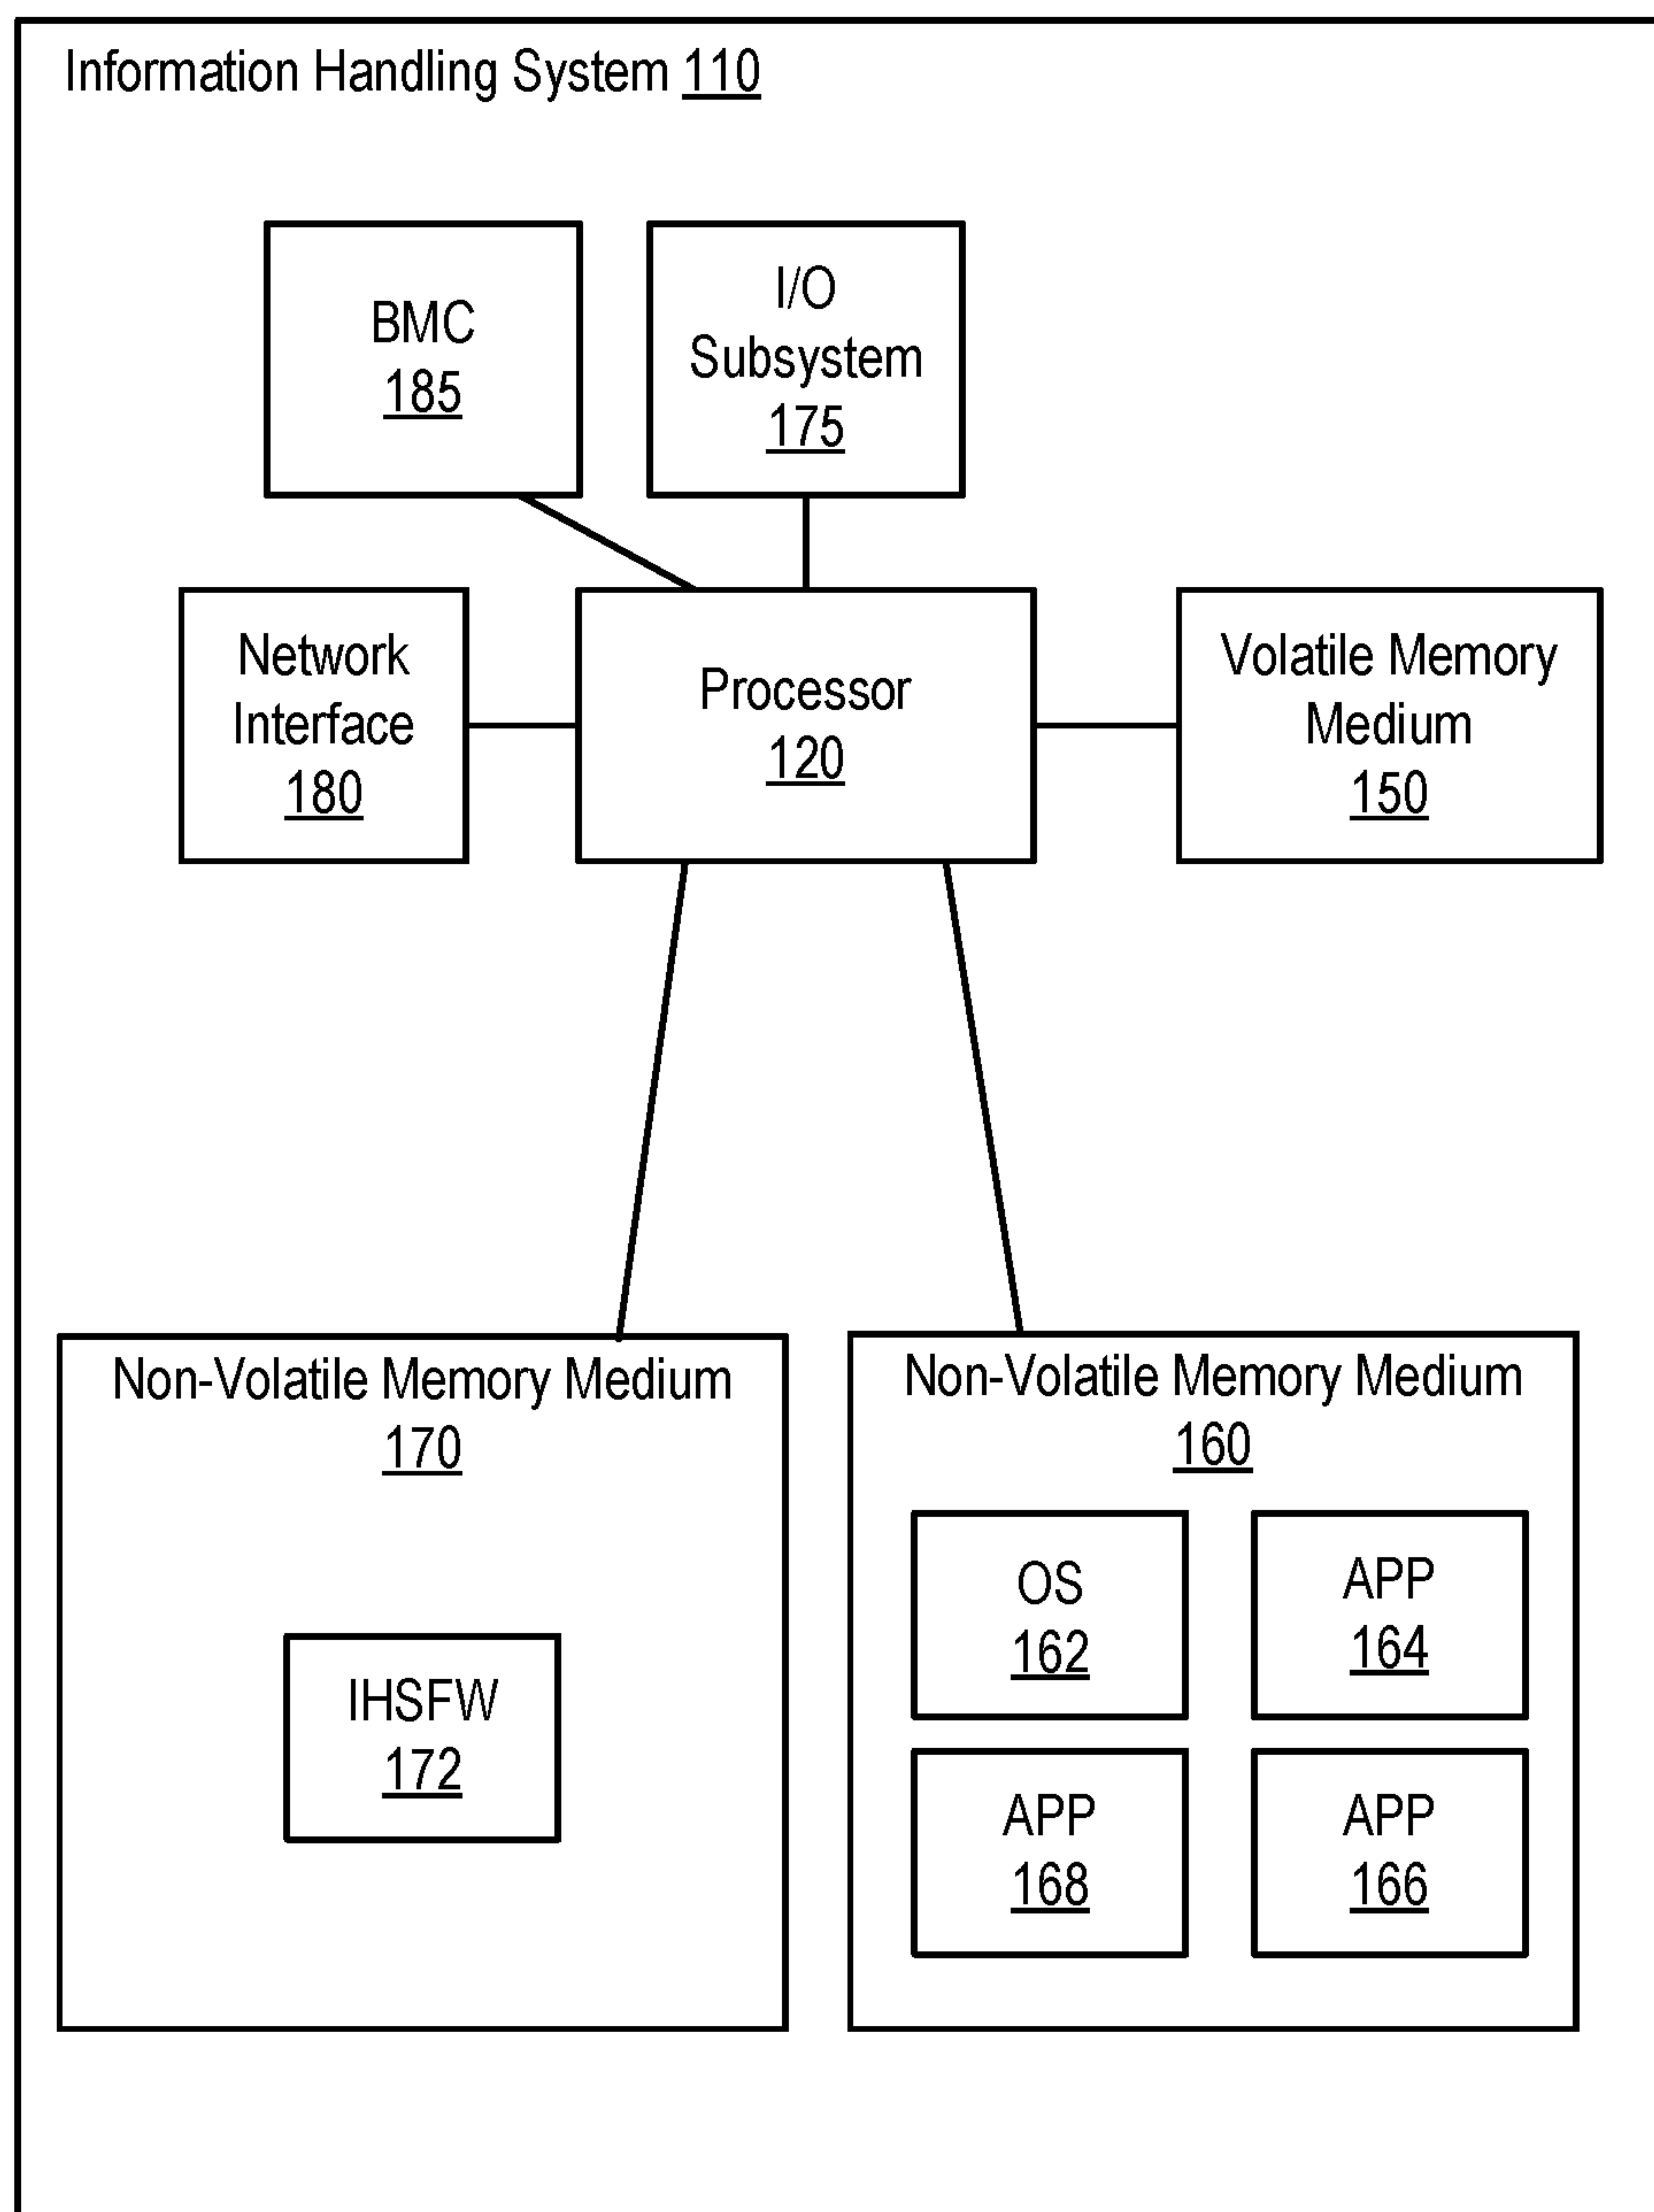 Information Handling System 110
BMC
185
I/O
Subsystem
175
Network
Interface
180
Processor
120
Volatile Memory
Medium
150
Non-Volatile Memory Medium
170
IHSFW
172
Non-Volatile Memory Medium
160
OS
162
APP
164
APP
168
APP
166